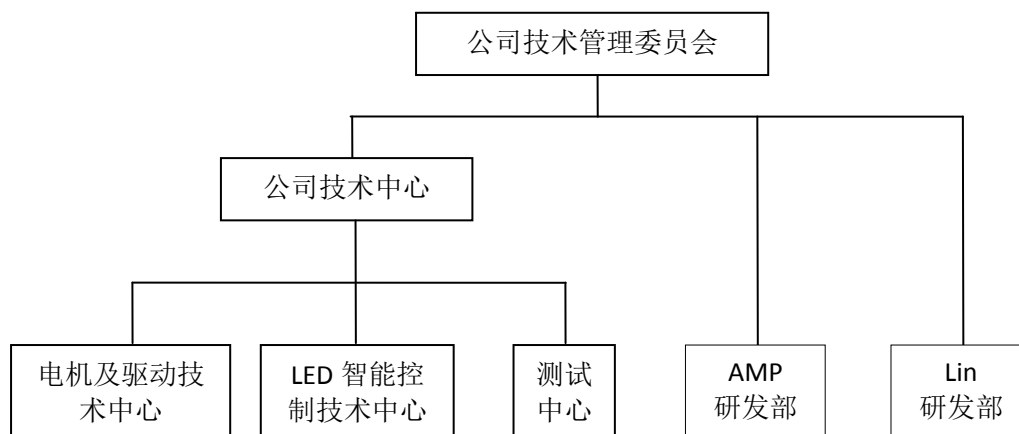 公司技术管理委员会
公司技术中心
电机及驱动技
术中心
LED 智能控
制技术中心
测试
中心
AMP
研发部
Lin
研发部